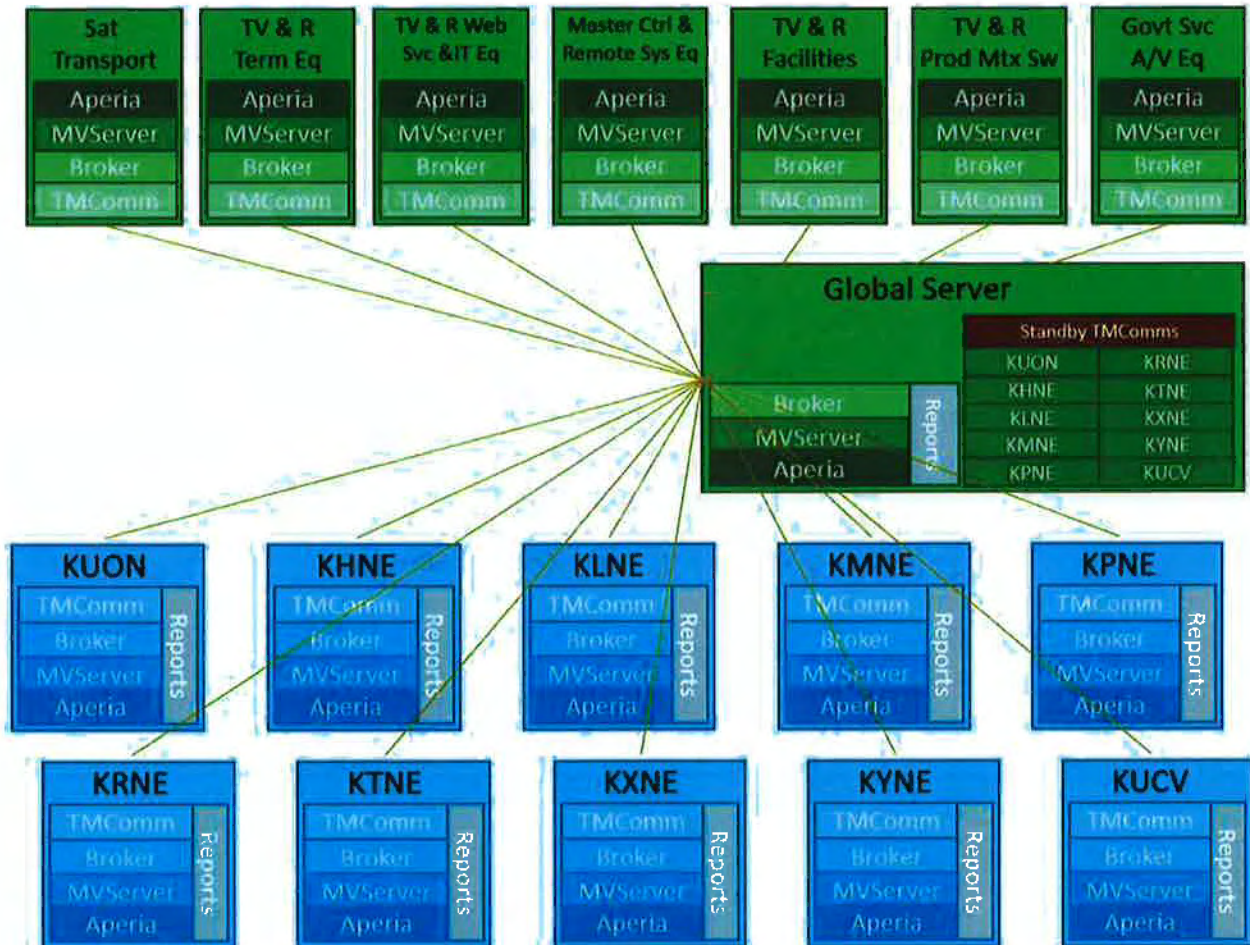 Sat
Transport
Aperia
MVServer
Broker
TMComm
TV & R
Term Eq
Aperia
MVServer
Broker
TMComm
TV & R Web
Svc &IT Eq
Aperia
MVServer
Broker
TMComm
Master Ctrl &
Remote Sys Eq
Aperia
MVServer
Broker
TMComm
TV & R
Facilities
Aperia
MVServer
Broker
TMComm
TV & R
Prod Mtx Sw
Aperia
MVServer
Broker
TMComm
Govt Svc
A/V Eq
Aperia
MVServer
Broker
TMComm
Global Server
Broker
MVServer
Aperia
Reports
Standby TMComms
KUON KRNE
KHNE KTNE
KLNE KXNE
KMNE KYNE
KPNE KUCV
KUON
TMComm
Broker
MVServer
Aperia
Reports
KHNE
TMComm
Broker
MVServer
Aperia
Reports
KLNE
TMComm
Broker
MVServer
Aperia
Reports
KMNE
TMComm
Broker
MVServer
Aperia
Reports
KPNE
TMComm
Broker
MVServer
Aperia
Reports
KRNE
TMComm
Broker
MVServer
Aperia
Reports
KTNE
TMComm
Broker
MVServer
Aperia
Reports
KXNE
TMComm
Broker
MVServer
Aperia
Reports
KYNE
TMComm
Broker
MVServer
Aperia
Reports
KUCV
TMComm
Broker
MVServer
Aperia
Reports